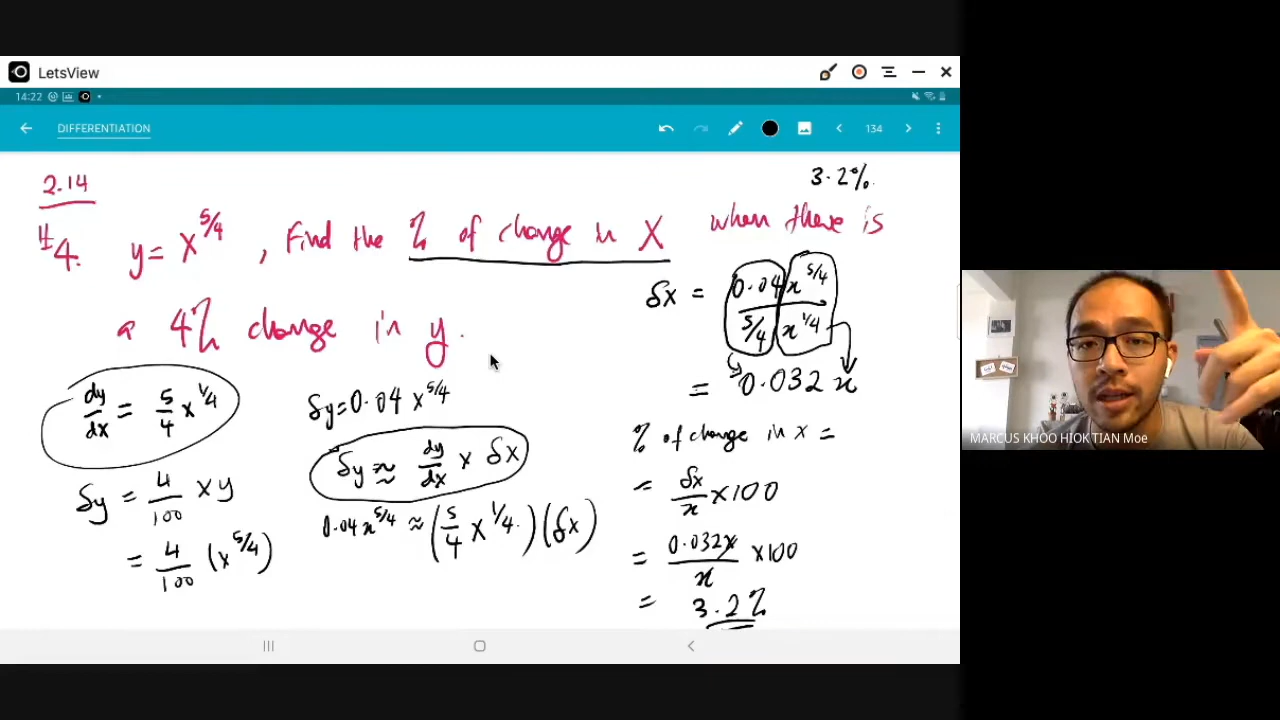 LetsView
14:22
DIFFERENTIATION
134
2.14
3.2%.
4. y = x^5/4 , Find the % of change in X when there is
a 4% change in y.
dy/dx = 5/4 x^1/4
δy = 4/100 × y
= 4/100 (x^5/4)
δy = 0.04 x^5/4
δy ≈ dy/dx × δx
0.04 x^5/4 ≈ (5/4 x^1/4)(δx)
δx = 0.04 x^5/4 / 5/4 x^1/4
= 0.032 x
% of change in x =
= δx/x × 100
= 0.032x/x × 100
= 3.2%
MARCUS KHOO HIOK TIAN Moe